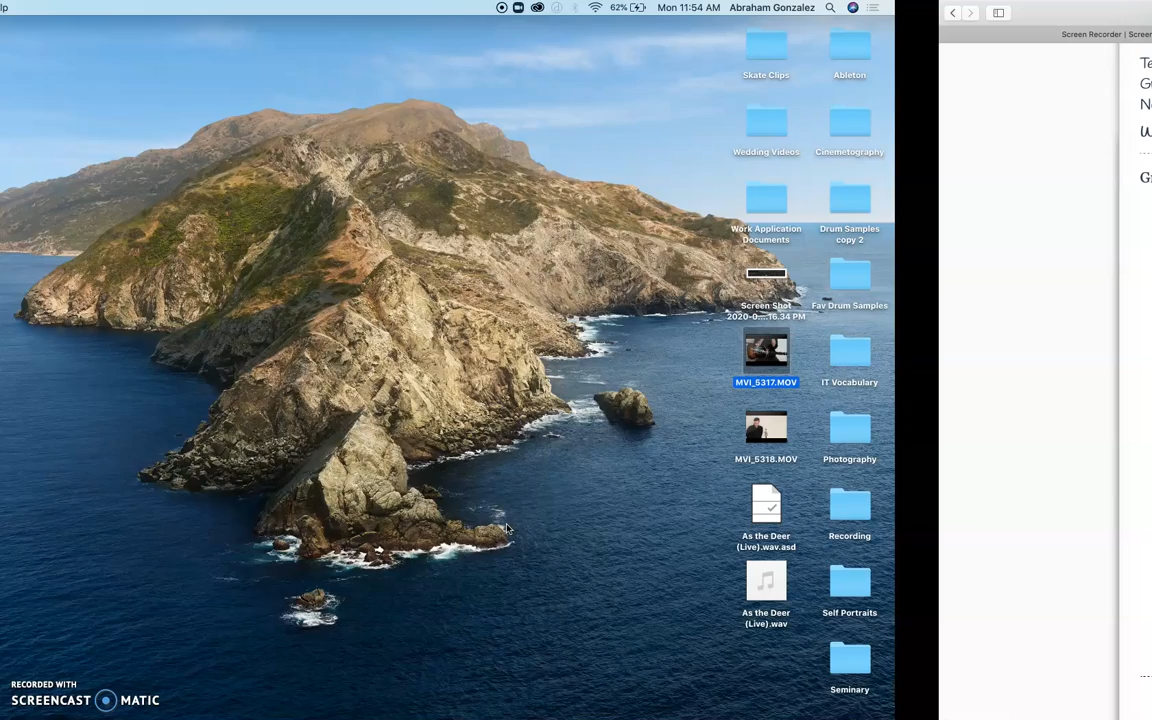 lp
62%
Mon 11:54 AM
Abraham Gonzalez
Screen Recorder | Screen
Skate Clips
Ableton
Wedding Videos
Cinemetography
Work Application
Documents
Drum Samples
copy 2
Screen Shot
2020-0....16.34 PM
Fav Drum Samples
MVI_5317.MOV
IT Vocabulary
MVI_5318.MOV
Photography
As the Deer
(Live).wav.asd
Recording
As the Deer
(Live).wav
Self Portraits
Seminary
RECORDED WITH
SCREENCAST MATIC